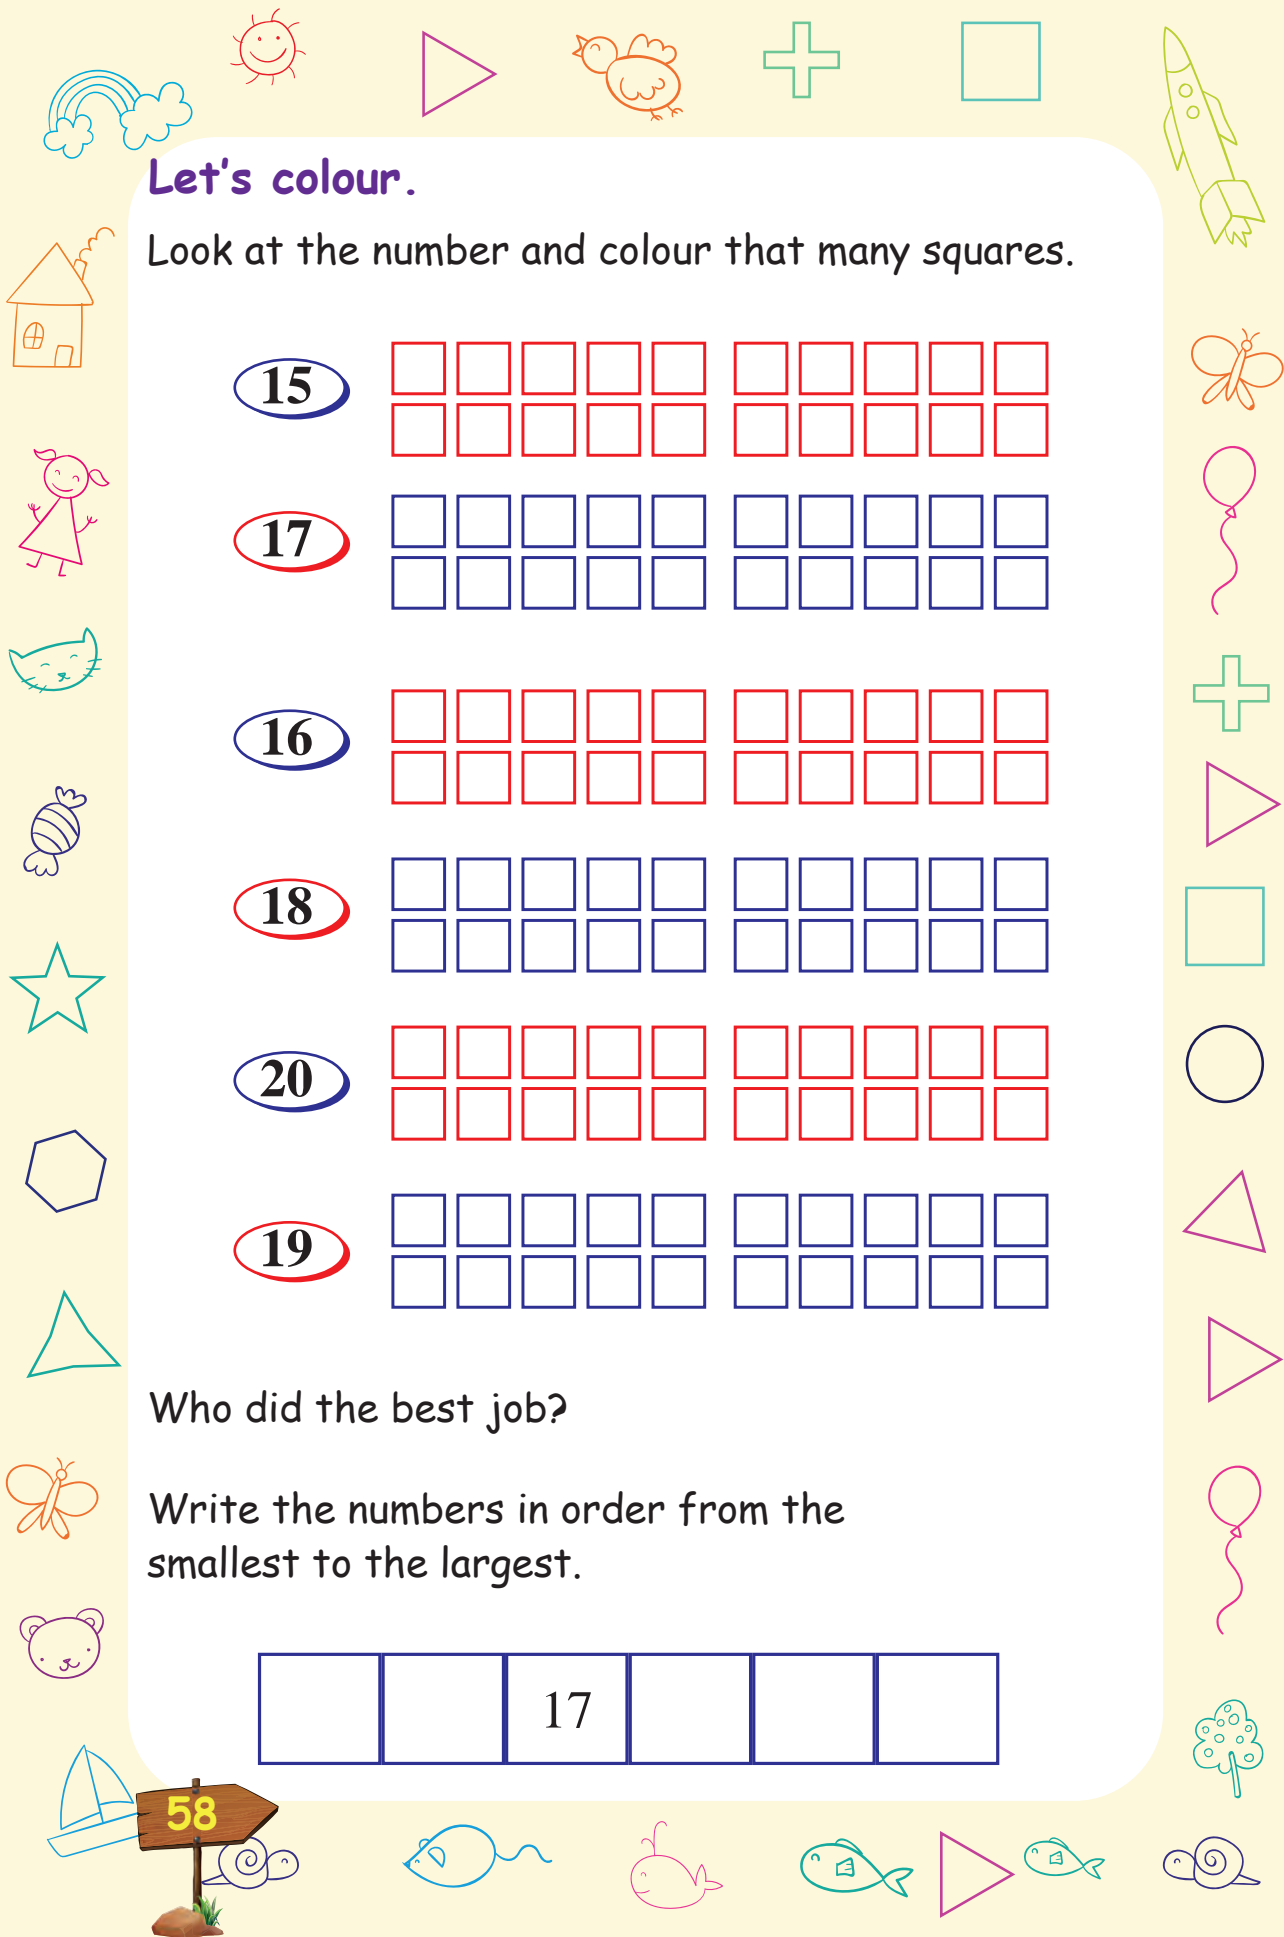 Let's colour.
Look at the number and colour that many squares.
15
17
16
18
20
19
Who did the best job?
Write the numbers in order from the
smallest to the largest.
17
58